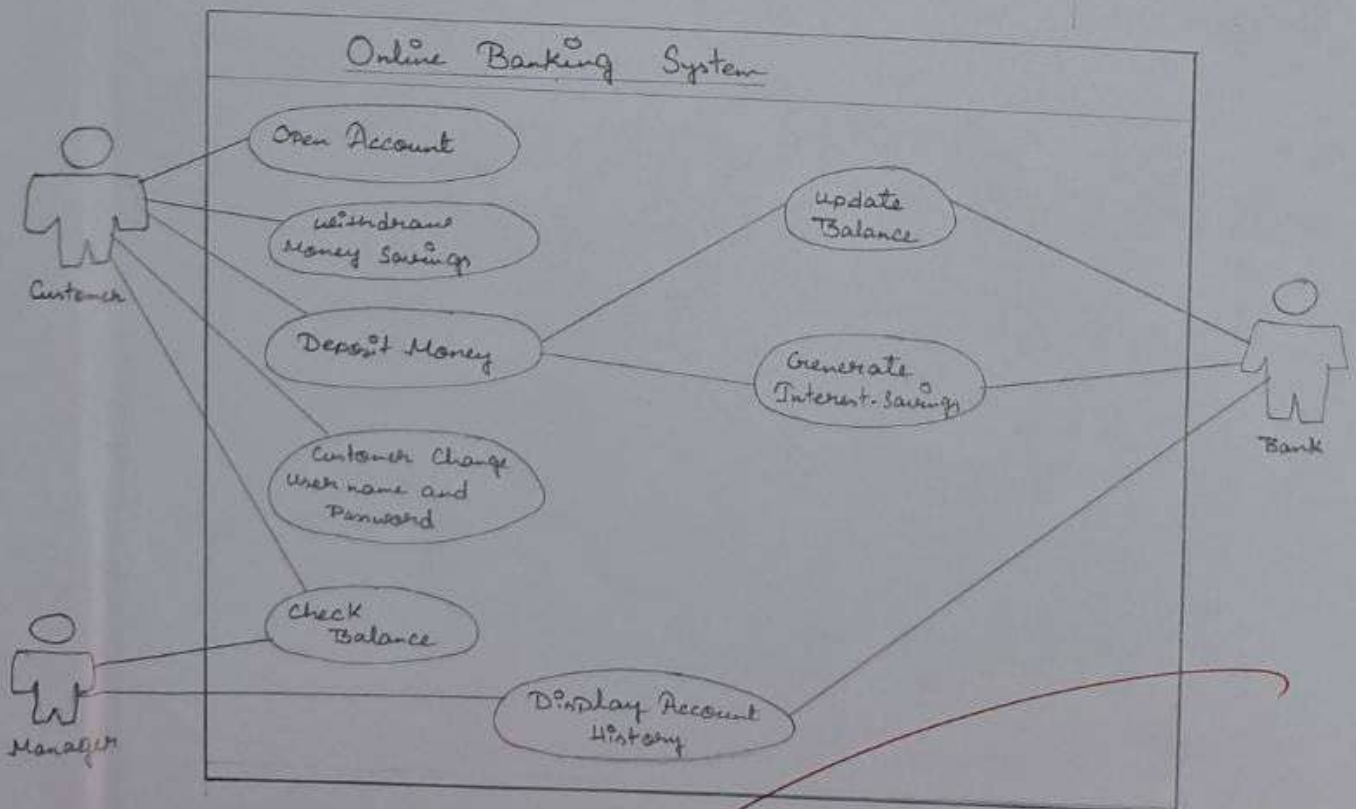 Online Banking System
Open Account
Withdraw
Money Savings
Customer
Deposit Money
Update
Balance
Generate
Interest-Savings
Bank
Customer Change
user name and
Password
Check
Balance
Manager
Display Account
History